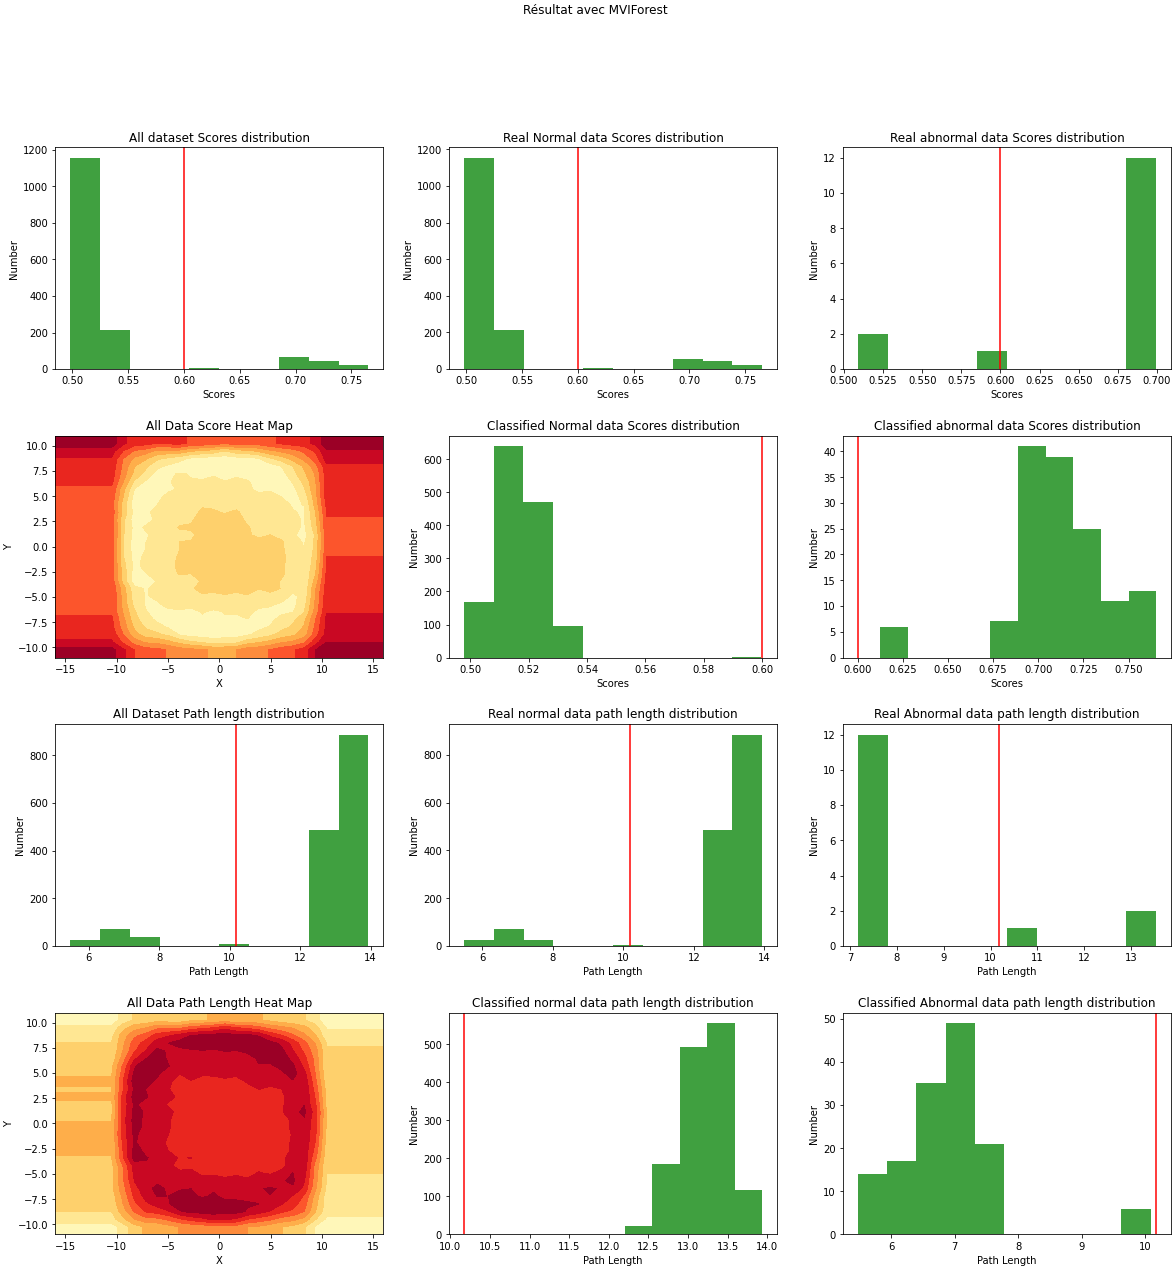 Résultat avec MVIForest
All dataset Scores distribution
Number
1200
1000
800
600
400
200
0
0.50 0.55 0.60 0.65 0.70 0.75
Scores
Real Normal data Scores distribution
Number
1200
1000
800
600
400
200
0
0.50 0.55 0.60 0.65 0.70 0.75
Scores
Real abnormal data Scores distribution
Number
12
10
8
6
4
2
0
0.500 0.525 0.550 0.575 0.600 0.625 0.650 0.675 0.700
Scores
All Data Score Heat Map
Y
10.0
7.5
5.0
2.5
0.0
−2.5
−5.0
−7.5
−10.0
−15 −10 −5 0 5 10 15
X
Classified Normal data Scores distribution
Number
600
500
400
300
200
100
0
0.50 0.52 0.54 0.56 0.58 0.60
Scores
Classified abnormal data Scores distribution
Number
40
35
30
25
20
15
10
5
0
0.600 0.625 0.650 0.675 0.700 0.725 0.750
Scores
All Dataset Path length distribution
Number
800
600
400
200
0
6 8 10 12 14
Path Length
Real normal data path length distribution
Number
800
600
400
200
0
6 8 10 12 14
Path Length
Real Abnormal data path length distribution
Number
12
10
8
6
4
2
0
7 8 9 10 11 12 13
Path Length
All Data Path Length Heat Map
Y
10.0
7.5
5.0
2.5
0.0
−2.5
−5.0
−7.5
−10.0
−15 −10 −5 0 5 10 15
X
Classified normal data path length distribution
Number
500
400
300
200
100
0
10.0 10.5 11.0 11.5 12.0 12.5 13.0 13.5 14.0
Path Length
Classified Abnormal data path length distribution
Number
50
40
30
20
10
0
6 7 8 9 10
Path Length